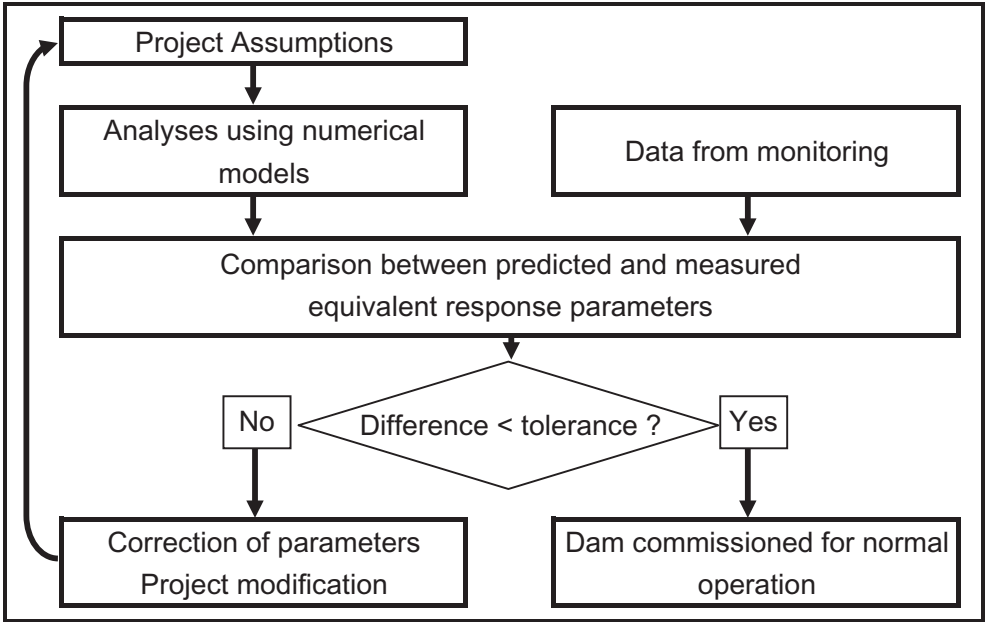 Project Assumptions
Analyses using numerical
models
Data from monitoring
Comparison between predicted and measured
equivalent response parameters
Difference < tolerance ?
No
Yes
Correction of parameters
Project modification
Dam commissioned for normal
operation